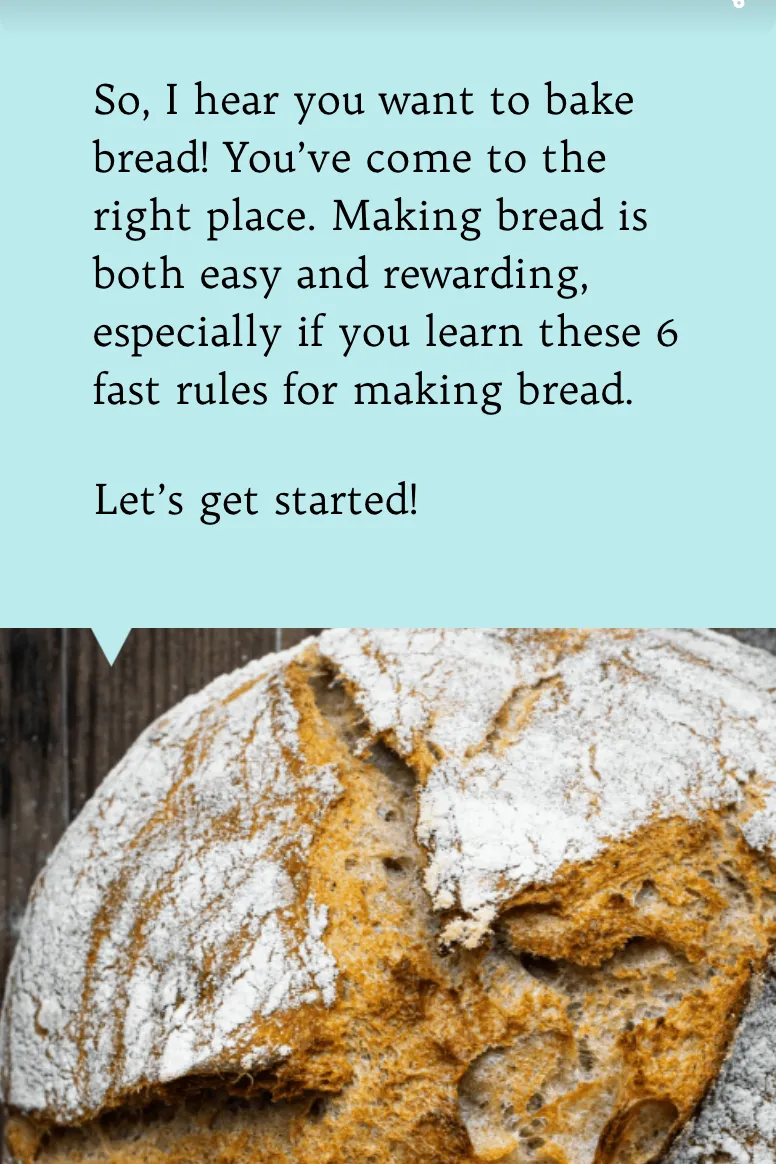 So, I hear you want to bake
bread! You’ve come to the
right place. Making bread is
both easy and rewarding,
especially if you learn these 6
fast rules for making bread.
Let’s get started!